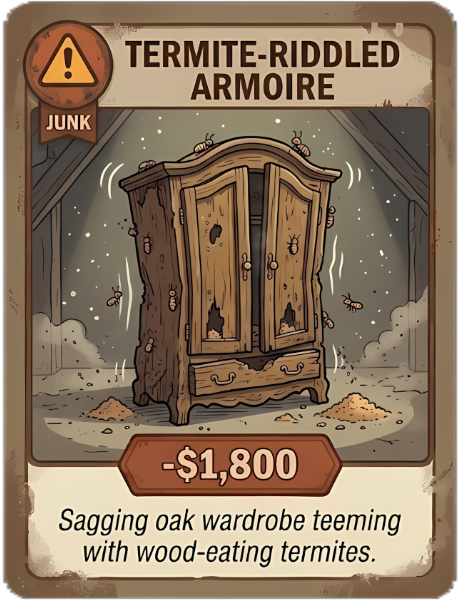 TERMITE-RIDDLED
ARMOIRE
JUNK
-$1,800
Sagging oak wardrobe teeming
with wood-eating termites.